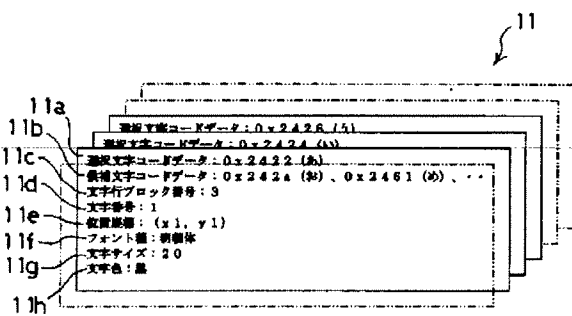 11
選択文字コードデータ：0x2426 (う)
選択文字コードデータ：0x2424 (い)
11a
選択文字コードデータ：0x2422 (あ)
11b
候補文字コードデータ：0x242a (お)、0x2461 (め)、‥
11c
文字行ブロック番号：3
11d
文字番号：1
11e
位置座標：(x1, y1)
11f
フォント種：明朝体
11g
文字サイズ：20
11h
文字色：黒